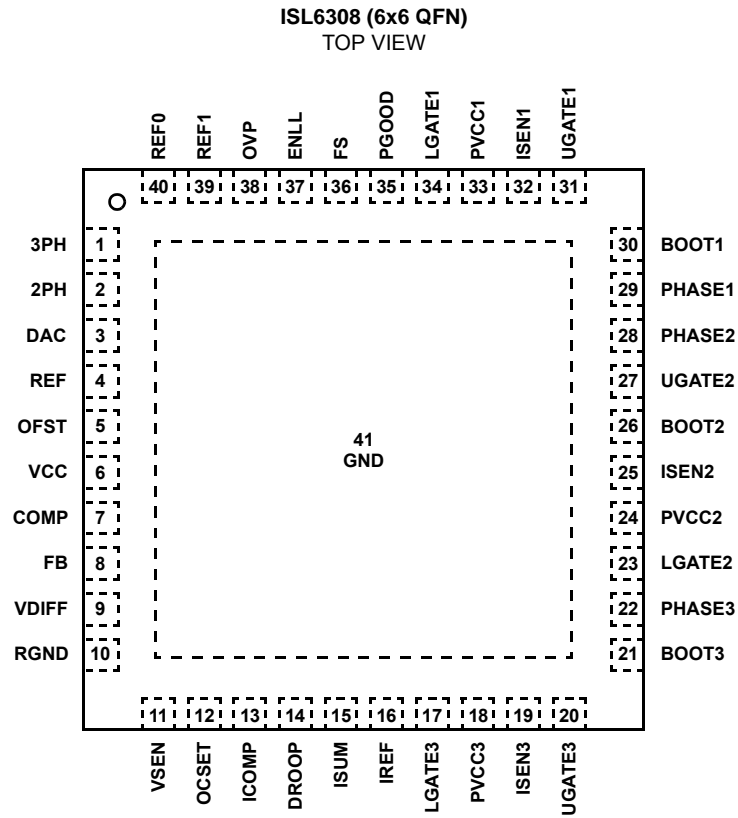 ISL6308 (6x6 QFN)
TOP VIEW
REF0
REF1
OVP
ENLL
FS
PGOOD
LGATE1
PVCC1
ISEN1
UGATE1
40 39 38 37 36 35 34 33 32 31
3PH 1
2PH 2
DAC 3
REF 4
OFST 5
VCC 6
COMP 7
FB 8
VDIFF 9
RGND 10
41
GND
30 BOOT1
29 PHASE1
28 PHASE2
27 UGATE2
26 BOOT2
25 ISEN2
24 PVCC2
23 LGATE2
22 PHASE3
21 BOOT3
11 12 13 14 15 16 17 18 19 20
VSEN
OCSET
ICOMP
DROOP
ISUM
IREF
LGATE3
PVCC3
ISEN3
UGATE3